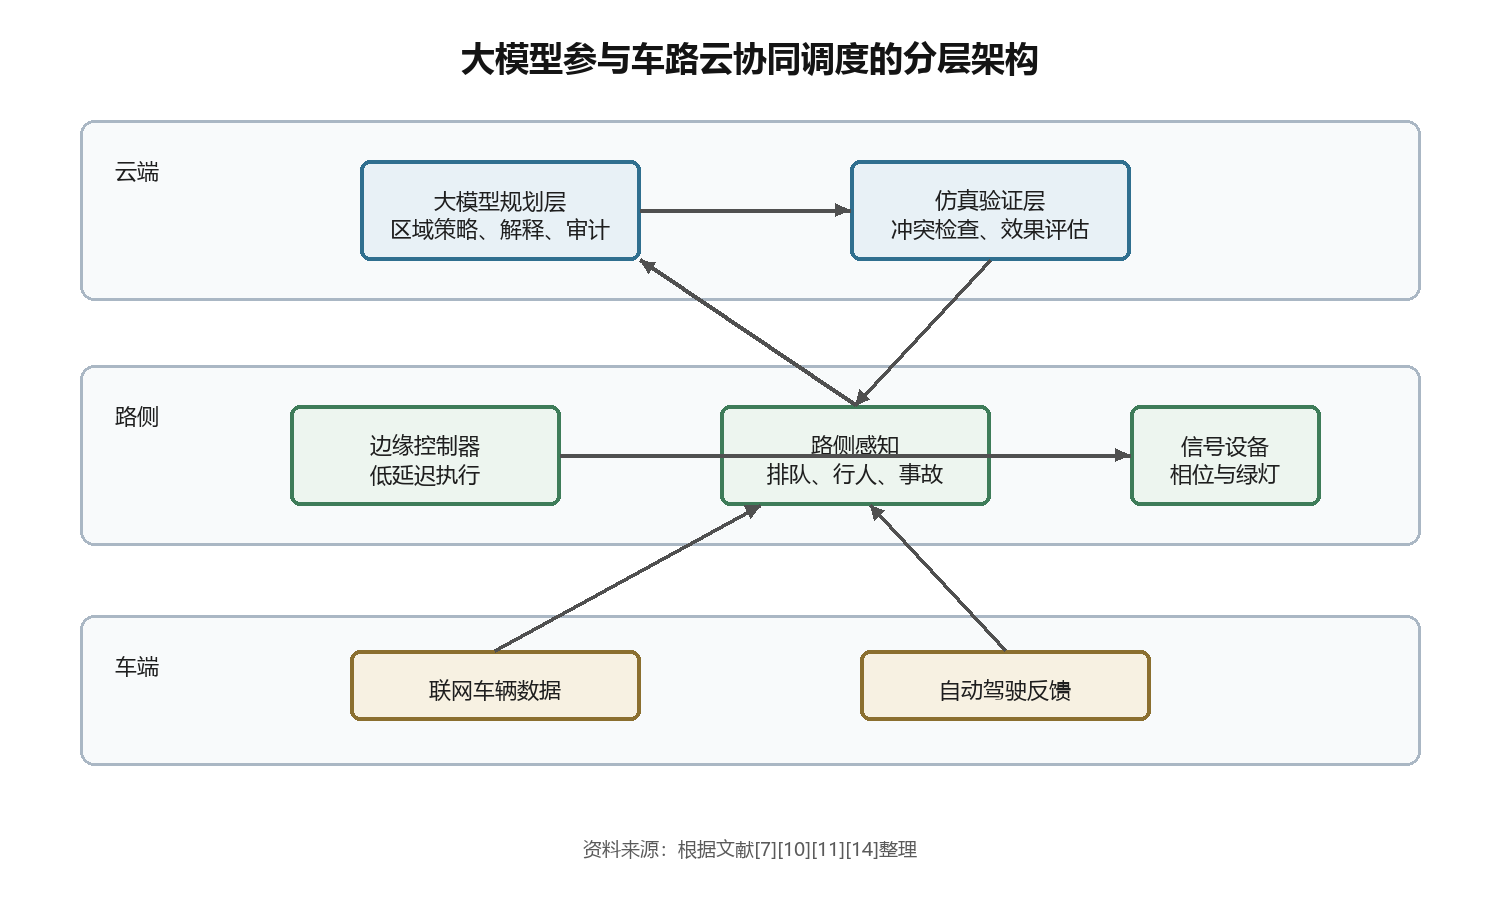 大模型参与车路云协同调度的分层架构
云端
大模型规划层
区域策略、解释、审计
仿真验证层
冲突检查、效果评估
路侧
边缘控制器
低延迟执行
路侧感知
排队、行人、事故
信号设备
相位与绿灯
车端
联网车辆数据
自动驾驶反馈
资料来源：根据文献[7][10][11][14]整理